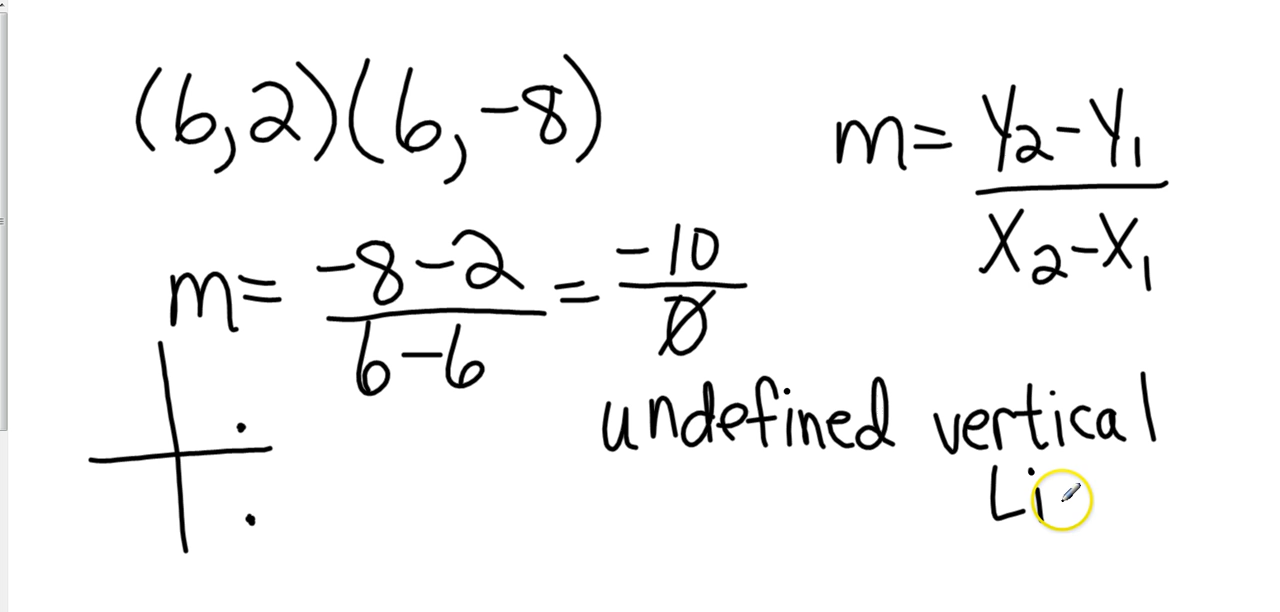 (6,2)(6,-8)
m= Y₂-Y₁ / X₂-X₁
m= -8-2 / 6-6 = -10 / 0
undefined vertical
Li